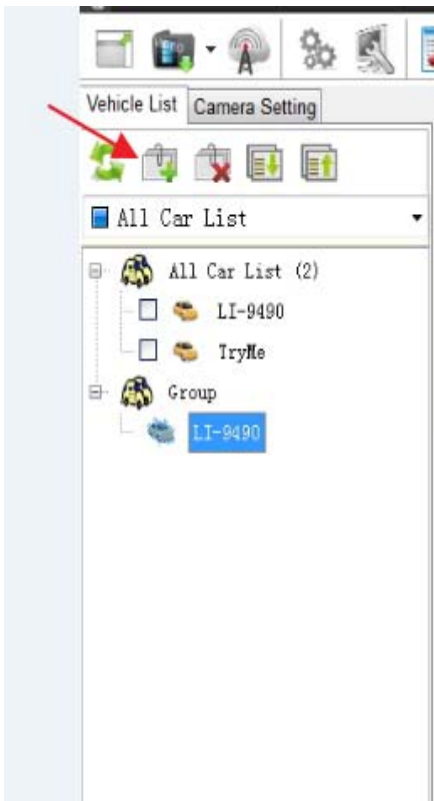 Vehicle List Camera Setting
All Car List
All Car List (2)
LI-9490
TryMe
Group
LI-9490